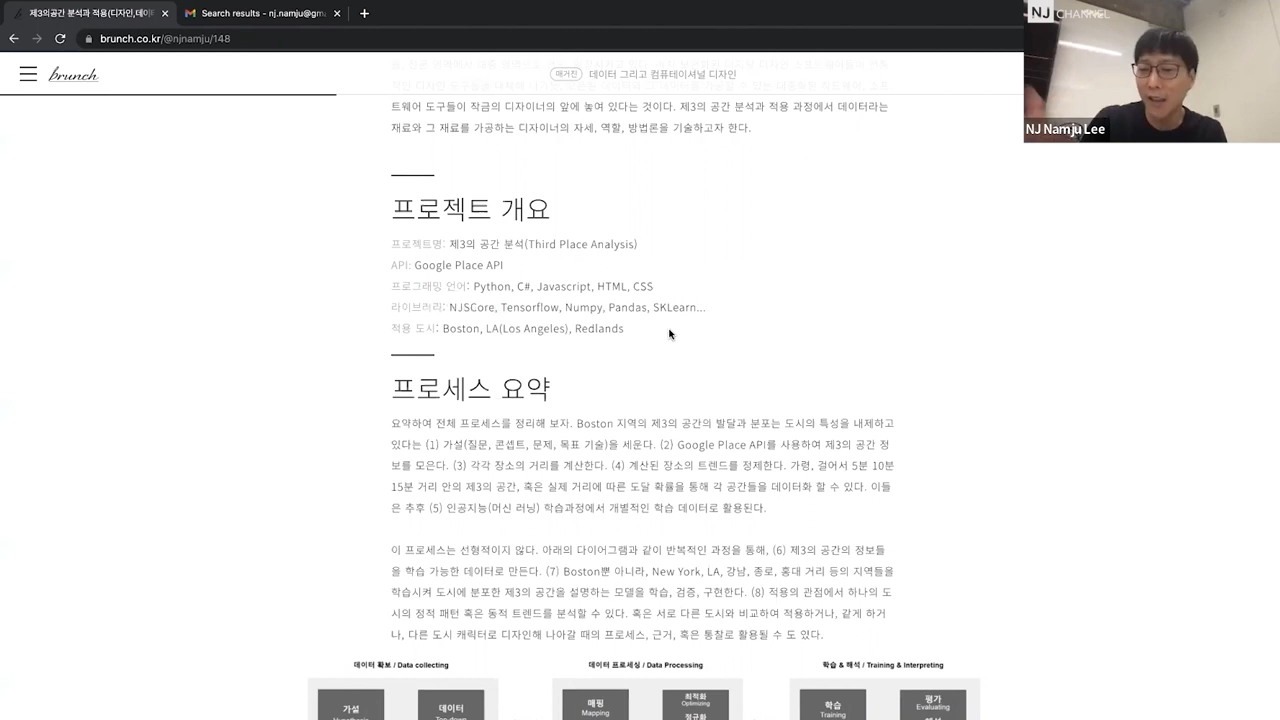 제3의공간 분석과 적용(디자인,데이터
Search results - nj.namju@gma
brunch.co.kr/@njnamju/148
NJ CHANNEL
brunch
매거진 데이터 그리고 컴퓨테이셔널 디자인
NJ Namju Lee
트웨어 도구들이 작금의 디자이너의 앞에 놓여 있다는 것이다. 제3의 공간 분석과 적용 과정에서 데이터라는
재료와 그 재료를 가공하는 디자이너의 자세, 역할, 방법론을 기술하고자 한다.
프로젝트 개요
프로젝트명: 제3의 공간 분석(Third Place Analysis)
API: Google Place API
프로그래밍 언어: Python, C#, Javascript, HTML, CSS
라이브러리: NJSCore, Tensorflow, Numpy, Pandas, SKLearn...
적용 도시: Boston, LA(Los Angeles), Redlands
프로세스 요약
요약하여 전체 프로세스를 정리해 보자. Boston 지역의 제3의 공간의 발달과 분포는 도시의 특성을 내제하고
있다는 (1) 가설(질문, 콘셉트, 문제, 목표 기술)을 세운다. (2) Google Place API를 사용하여 제3의 공간 정
보를 모은다. (3) 각각 장소의 거리를 계산한다. (4) 계산된 장소의 트렌드를 정제한다. 가령, 걸어서 5분 10분
15분 거리 안의 제3의 공간, 혹은 실제 거리에 따른 도달 확률을 통해 각 공간들을 데이터화 할 수 있다. 이들
은 추후 (5) 인공지능(머신 러닝) 학습과정에서 개별적인 학습 데이터로 활용된다.
이 프로세스는 선형적이지 않다. 아래의 다이어그램과 같이 반복적인 과정을 통해, (6) 제3의 공간의 정보들
을 학습 가능한 데이터로 만든다. (7) Boston뿐 아니라, New York, LA, 강남, 종로, 홍대 거리 등의 지역들을
학습시켜 도시에 분포한 제3의 공간을 설명하는 모델을 학습, 검증, 구현한다. (8) 적용의 관점에서 하나의 도
시의 정적 패턴 혹은 동적 트렌드를 분석할 수 있다. 혹은 서로 다른 도시와 비교하여 적용하거나, 같게 하거
나, 다른 도시 캐릭터로 디자인해 나아갈 때의 프로세스, 근거, 혹은 통찰로 활용될 수 도 있다.
데이터 확보 / Data collecting
데이터 프로세싱 / Data Processing
학습 & 해석 / Training & Interpreting
가설
데이터
매핑
Mapping
최적화
Optimizing
정규화
학습
Training
평가
Evaluating